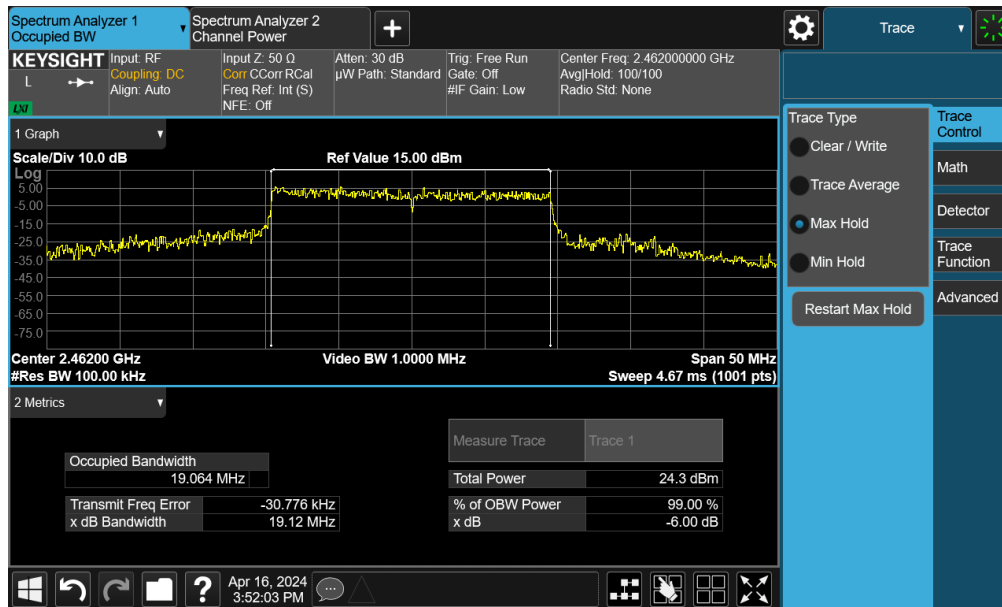 Spectrum Analyzer 1
Occupied BW
Spectrum Analyzer 2
Channel Power
Trace
KEYSIGHT
L
LXI
Input: RF
Coupling: DC
Align: Auto
Input Z: 50 Ω
Corr CCorr RCal
Freq Ref: Int (S)
NFE: Off
Atten: 30 dB
µW Path: Standard
Trig: Free Run
Gate: Off
#IF Gain: Low
Center Freq: 2.462000000 GHz
Avg|Hold: 100/100
Radio Std: None
1 Graph
Scale/Div 10.0 dB
Ref Value 15.00 dBm
Log
5.00
-5.00
-15.0
-25.0
-35.0
-45.0
-55.0
-65.0
-75.0
Center 2.46200 GHz
#Res BW 100.00 kHz
Video BW 1.0000 MHz
Span 50 MHz
Sweep 4.67 ms (1001 pts)
2 Metrics
Occupied Bandwidth
19.064 MHz
Transmit Freq Error -30.776 kHz
x dB Bandwidth 19.12 MHz
Measure Trace Trace 1
Total Power 24.3 dBm
% of OBW Power 99.00 %
x dB -6.00 dB
Trace Type
Clear / Write
Trace Average
Max Hold
Min Hold
Restart Max Hold
Trace
Control
Math
Detector
Trace
Function
Advanced
?
Apr 16, 2024
3:52:03 PM